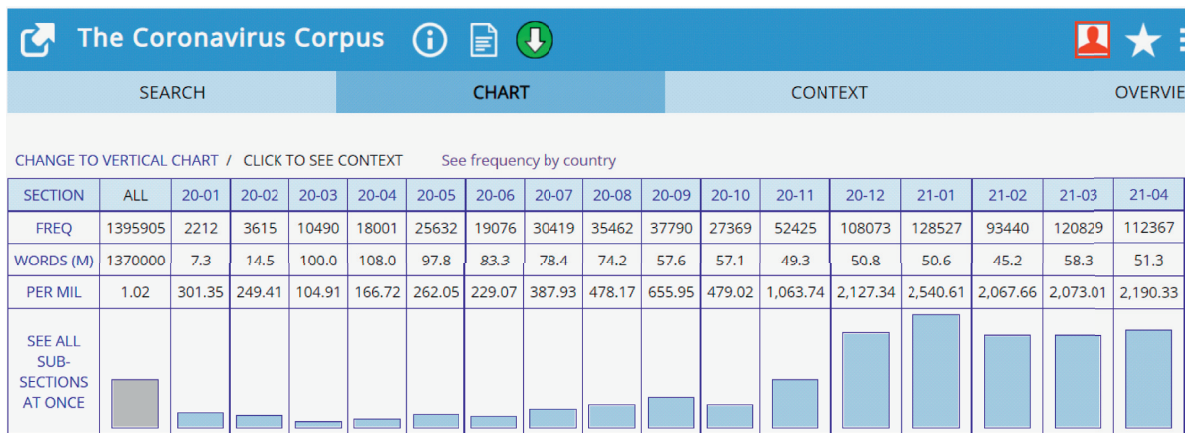 The Coronavirus Corpus
SEARCH CHART CONTEXT OVERVIE
CHANGE TO VERTICAL CHART / CLICK TO SEE CONTEXT See frequency by country
SECTION ALL 20-01 20-02 20-03 20-04 20-05 20-06 20-07 20-08 20-09 20-10 20-11 20-12 21-01 21-02 21-03 21-04
FREQ 1395905 2212 3615 10490 18001 25632 19076 30419 35462 37790 27369 52425 108073 128527 93440 120829 112367
WORDS (M) 1370000 7.3 14.5 100.0 108.0 97.8 83.3 78.4 74.2 57.6 57.1 49.3 50.8 50.6 45.2 58.3 51.3
PER MIL 1.02 301.35 249.41 104.91 166.72 262.05 229.07 387.93 478.17 655.95 479.02 1,063.74 2,127.34 2,540.61 2,067.66 2,073.01 2,190.33
SEE ALL
SUB-
SECTIONS
AT ONCE